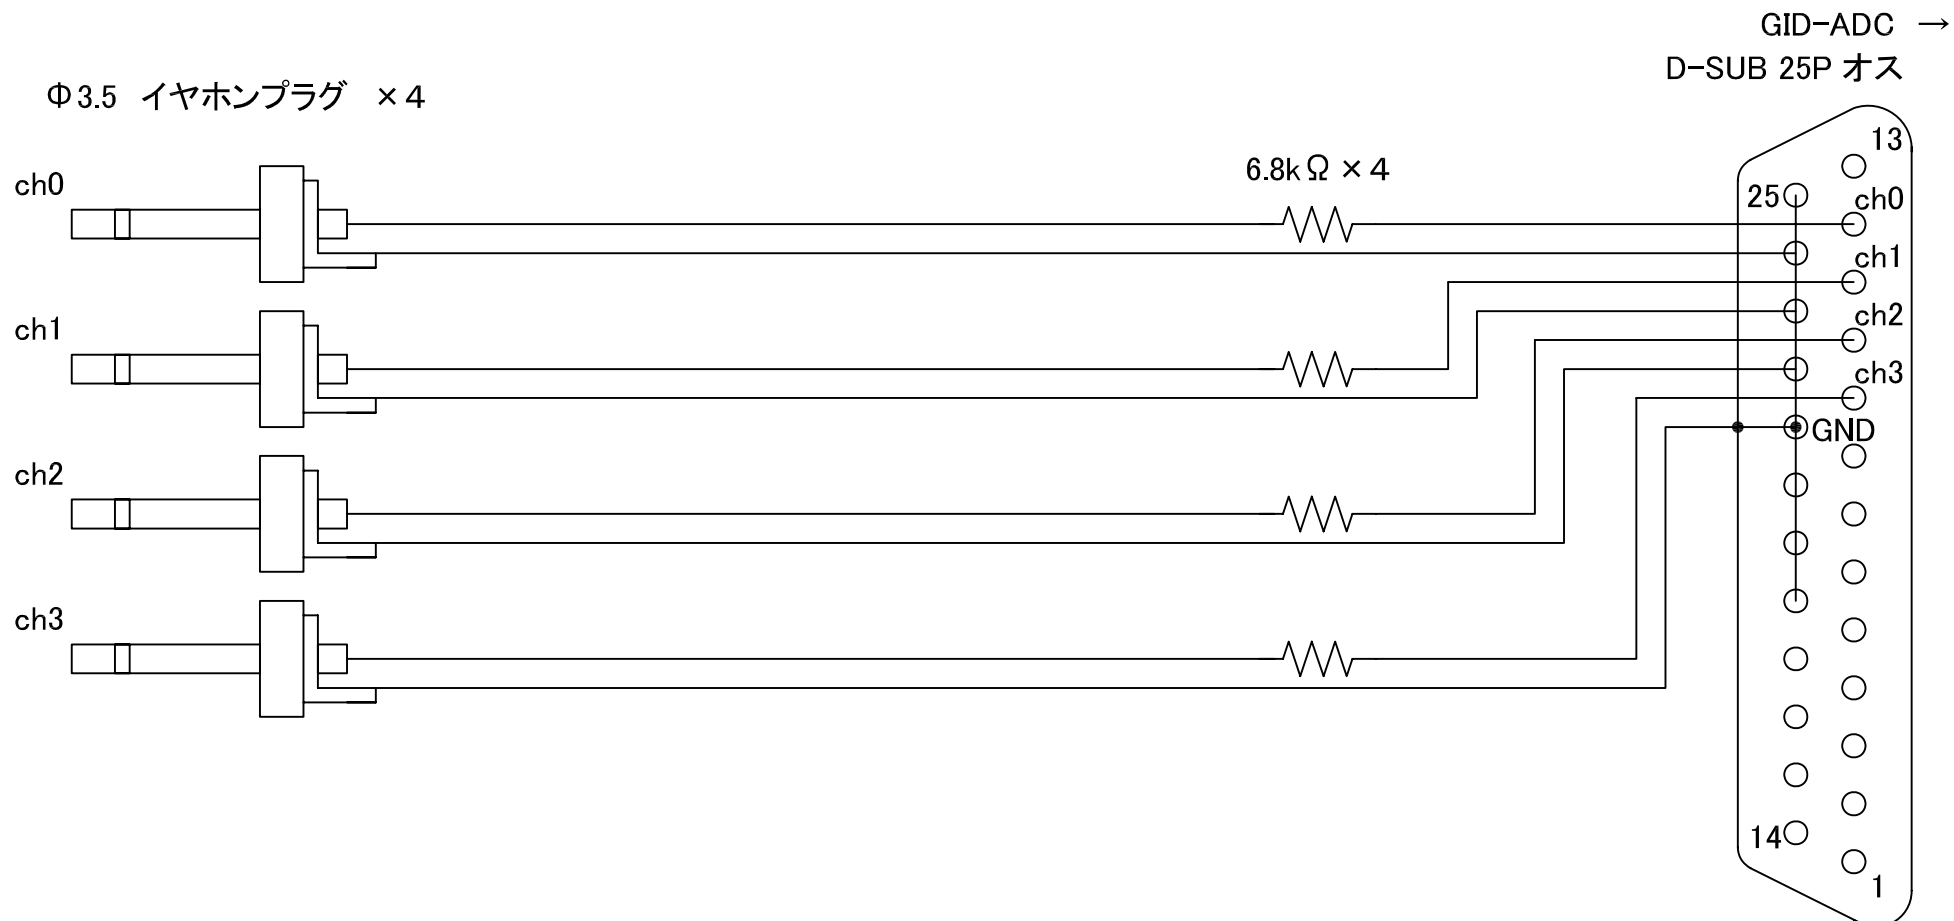 GID-ADC →
D-SUB 25P オス
Φ3.5 イヤホンプラグ ×4
13
6.8kΩ×4
ch0
25
ch0
ch1
ch1
ch2
ch3
GND
ch2
ch3
14
1